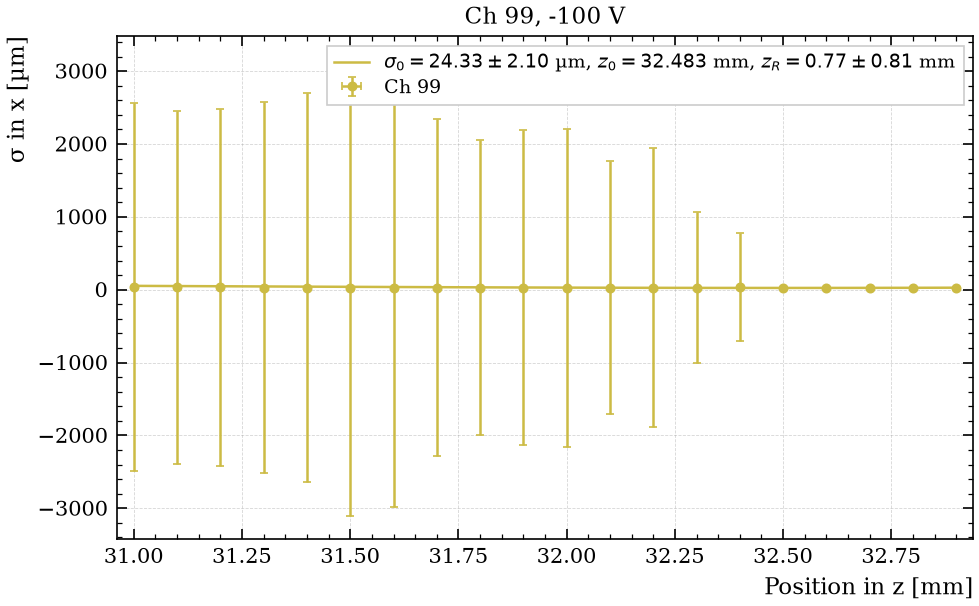 Ch 99, -100 V
σ in x [µm]
σ₀ = 24.33 ± 2.10 µm, z₀ = 32.483 mm, z_R = 0.77 ± 0.81 mm
Ch 99
3000
2000
1000
0
−1000
−2000
−3000
31.00 31.25 31.50 31.75 32.00 32.25 32.50 32.75
Position in z [mm]